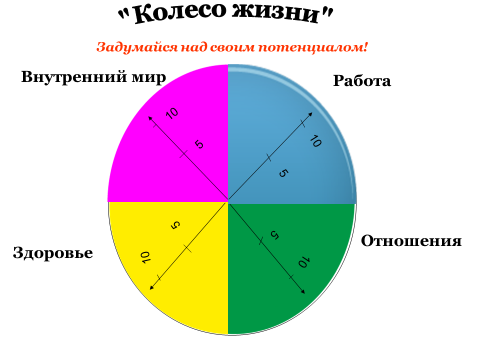 "Колесо жизни"
Задумайся над своим потенциалом!
Внутренний мир
Работа
10
5
10
5
Здоровье
Отношения
5
10
5
10